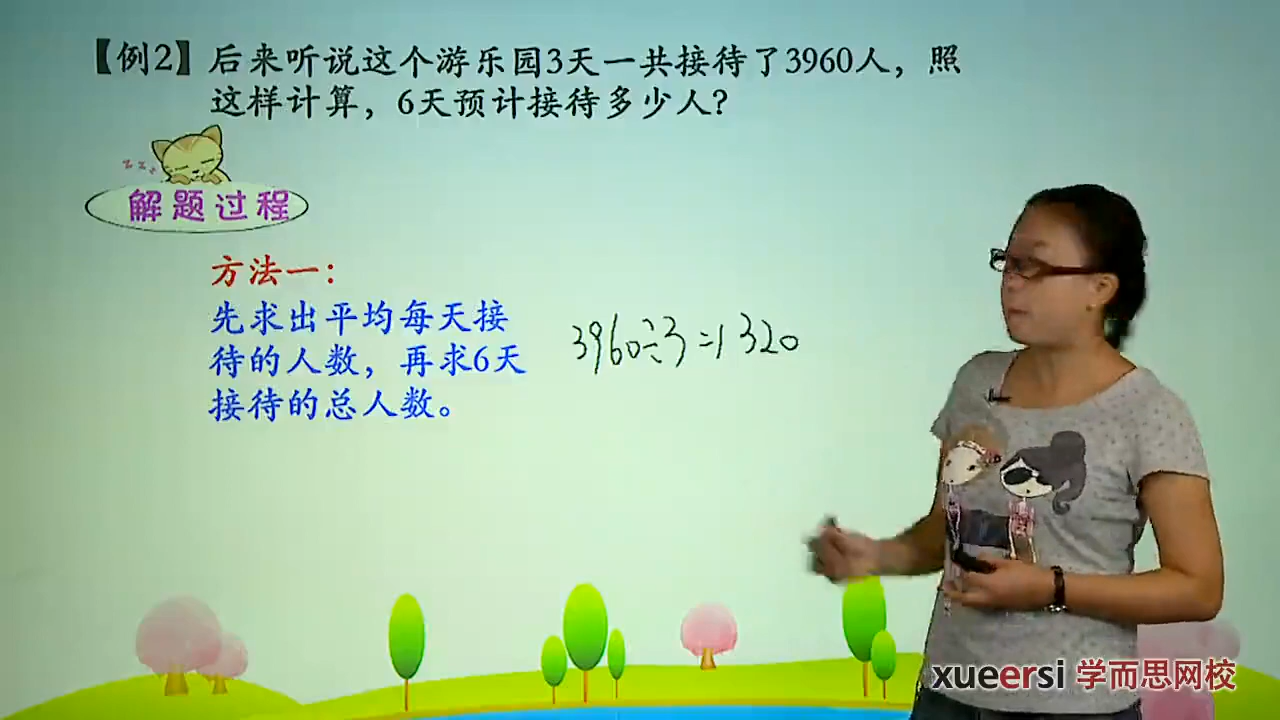 【例2】后来听说这个游乐园3天一共接待了3960人，照
这样计算，6天预计接待多少人？
z z z
解题过程
方法一：
先求出平均每天接
待的人数，再求6天
接待的总人数。
3960÷3=1320
xueersi 学而思网校